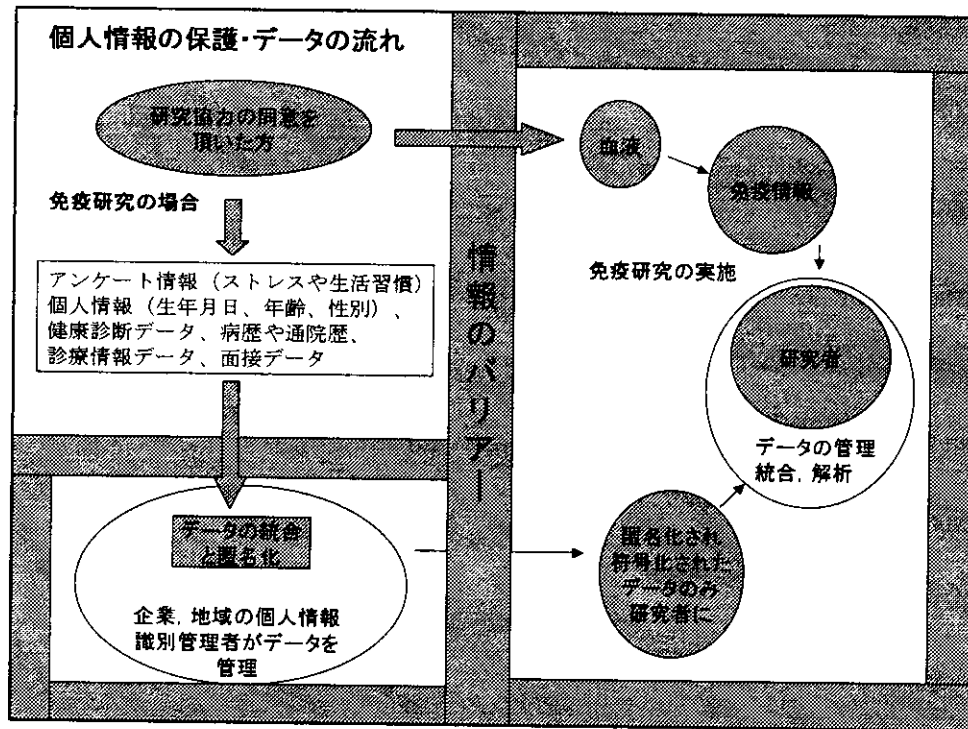 個人情報の保護・データの流れ
研究協力の同意を
頂いた方
免疫研究の場合
アンケート情報（ストレスや生活習慣）
個人情報（生年月日、年齢、性別）、
健康診断データ、病歴や通院歴、
診療情報データ、面接データ
データの統合
と匿名化
企業，地域の個人情報
識別管理者がデータを
管理
情報のバリアー
血液
免疫情報
免疫研究の実施
研究者
データの管理
統合，解析
匿名化され
符号化された
データのみ
研究者に